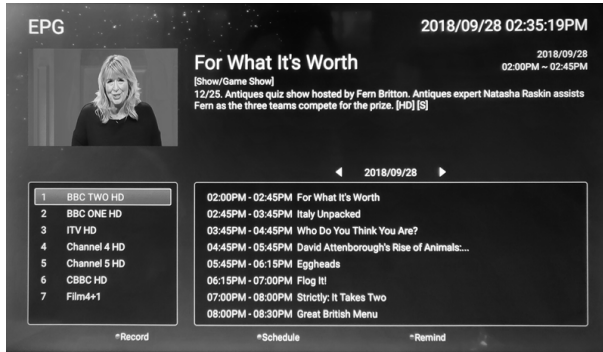 EPG
2018/09/28 02:35:19PM
For What It's Worth
2018/09/28
02:00PM ~ 02:45PM
[Show/Game Show]
12/25. Antiques quiz show hosted by Fern Britton. Antiques expert Natasha Raskin assists
Fern as the three teams compete for the prize. [HD] [S]
2018/09/28
1 BBC TWO HD
2 BBC ONE HD
3 ITV HD
4 Channel 4 HD
5 Channel 5 HD
6 CBBC HD
7 Film4+1
02:00PM - 02:45PM For What It's Worth
02:45PM - 03:45PM Italy Unpacked
03:45PM - 04:45PM Who Do You Think You Are?
04:45PM - 05:45PM David Attenborough's Rise of Animals:...
05:45PM - 06:15PM Eggheads
06:15PM - 07:00PM Flog It!
07:00PM - 08:00PM Strictly: It Takes Two
08:00PM - 08:30PM Great British Menu
*Record
*Schedule
*Remind